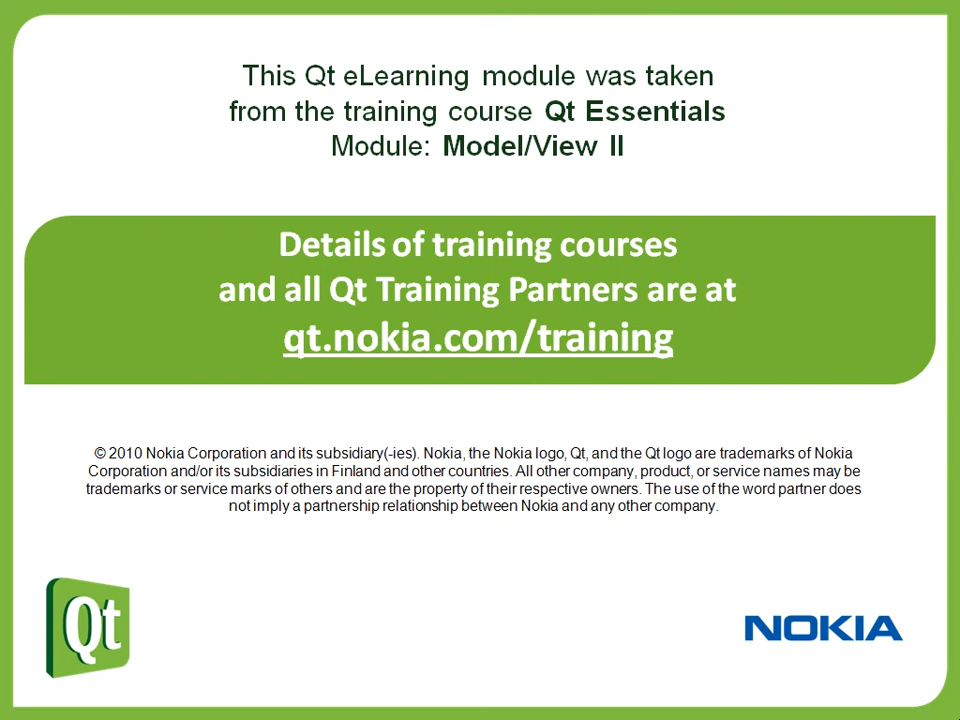 This Qt eLearning module was taken
from the training course Qt Essentials
Module: Model/View II
Details of training courses
and all Qt Training Partners are at
qt.nokia.com/training
© 2010 Nokia Corporation and its subsidiary(-ies). Nokia, the Nokia logo, Qt, and the Qt logo are trademarks of Nokia
Corporation and/or its subsidiaries in Finland and other countries. All other company, product, or service names may be
trademarks or service marks of others and are the property of their respective owners. The use of the word partner does
not imply a partnership relationship between Nokia and any other company.
Qt
NOKIA